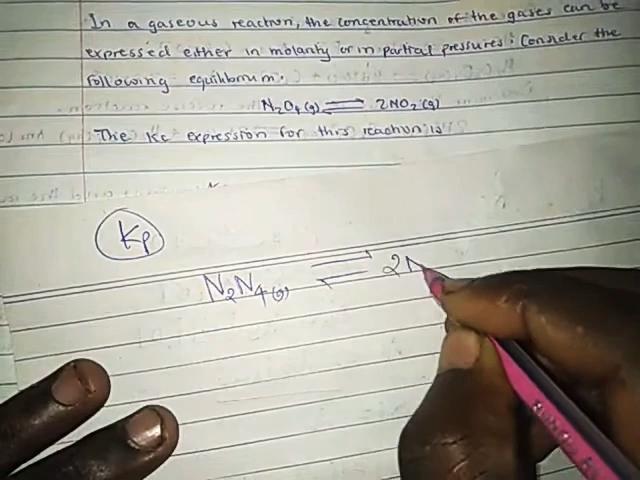 In a gaseous reaction, the concentration of the gases can be
expressed either in molarity or in partial pressures. Consider the
following equilibrium.
N₂O₄(g) ⇌ 2NO₂(g)
The Kc expression for this reaction is
Kp
N₂N₄(g) ⇌ 2N